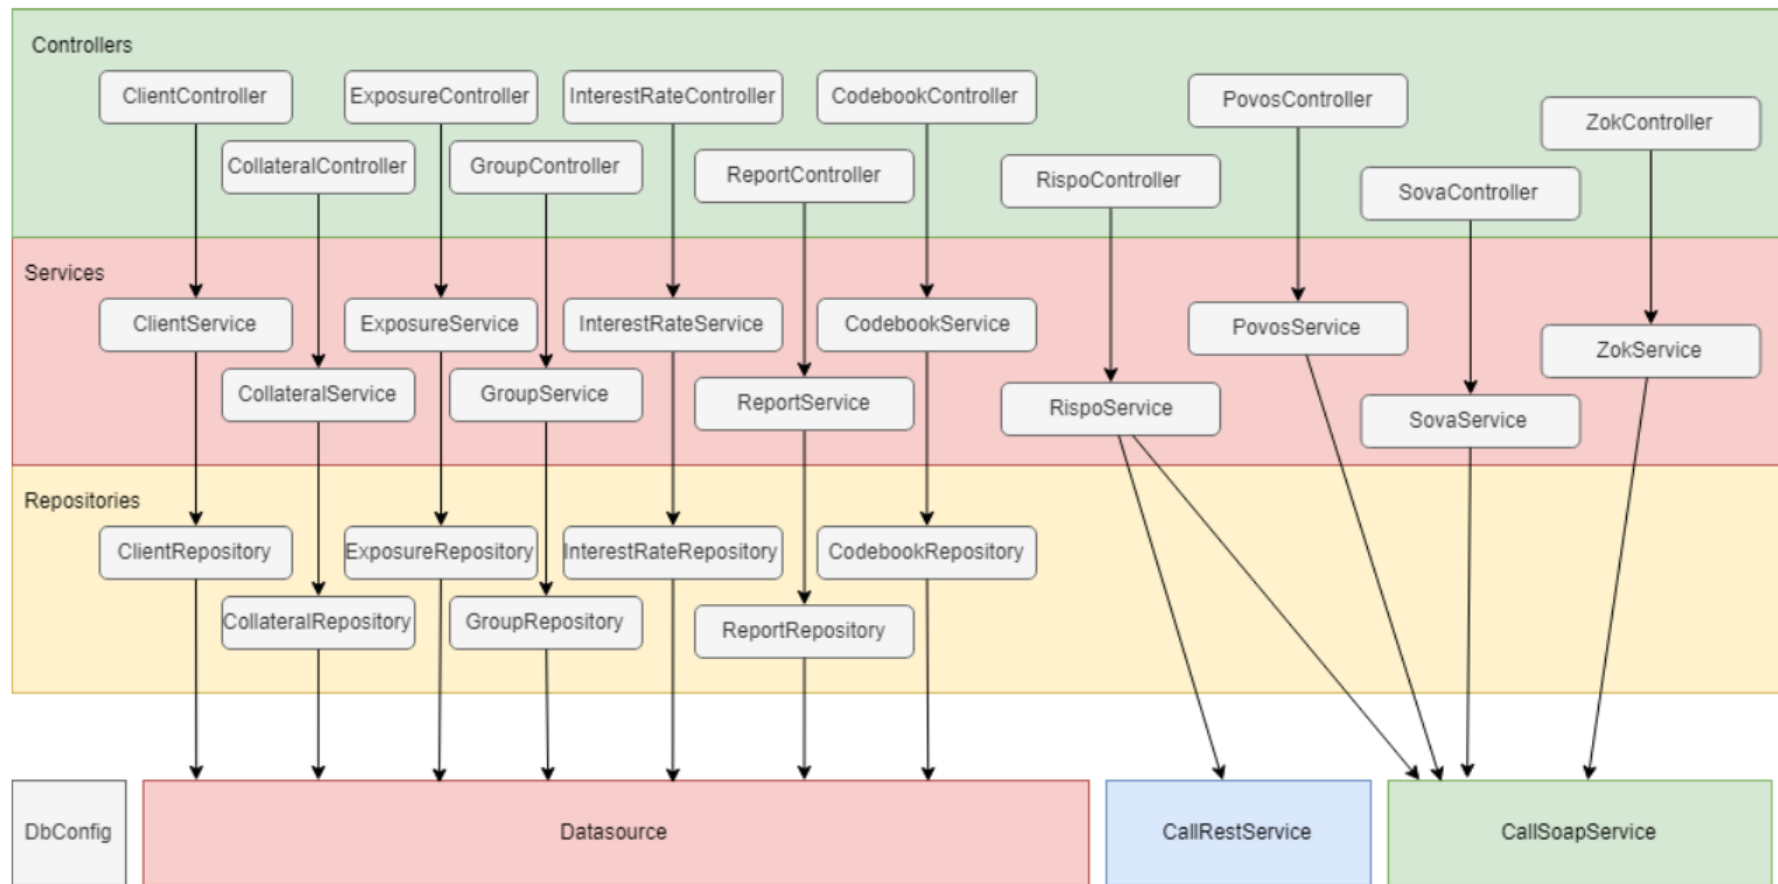 Controllers
ClientController
ExposureController
InterestRateController
CodebookController
PovosController
ZokController
CollateralController
GroupController
ReportController
RispoController
SovaController
Services
ClientService
ExposureService
InterestRateService
CodebookService
PovosService
ZokService
CollateralService
GroupService
ReportService
RispoService
SovaService
Repositories
ClientRepository
ExposureRepository
InterestRateRepository
CodebookRepository
CollateralRepository
GroupRepository
ReportRepository
DbConfig
Datasource
CallRestService
CallSoapService